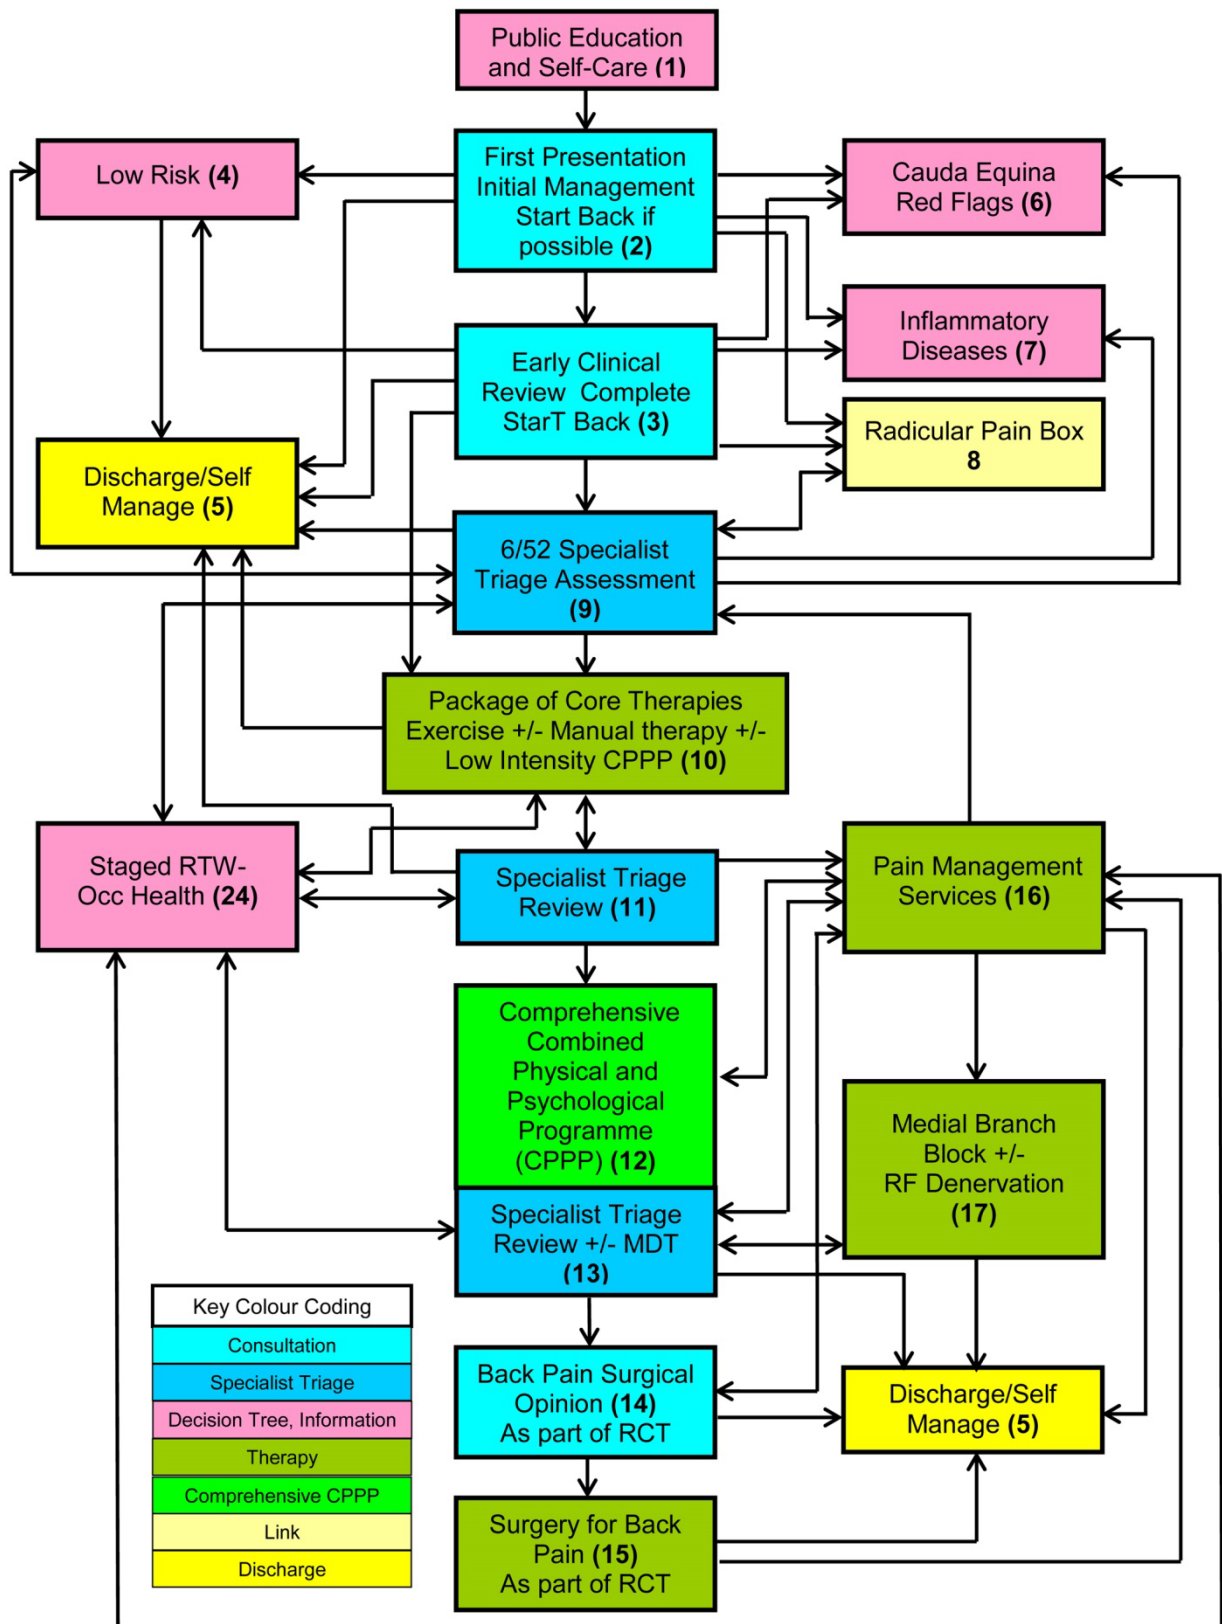 Public Education
and Self-Care (1)
First Presentation
Initial Management
Start Back if
possible (2)
Low Risk (4)
Cauda Equina
Red Flags (6)
Inflammatory
Diseases (7)
Early Clinical
Review Complete
StarT Back (3)
Radicular Pain Box
8
Discharge/Self
Manage (5)
6/52 Specialist
Triage Assessment
(9)
Package of Core Therapies
Exercise +/- Manual therapy +/-
Low Intensity CPPP (10)
Staged RTW-
Occ Health (24)
Specialist Triage
Review (11)
Pain Management
Services (16)
Comprehensive
Combined
Physical and
Psychological
Programme
(CPPP) (12)
Medial Branch
Block +/-
RF Denervation
(17)
Specialist Triage
Review +/- MDT
(13)
Back Pain Surgical
Opinion (14)
As part of RCT
Discharge/Self
Manage (5)
Surgery for Back
Pain (15)
As part of RCT
Key Colour Coding
Consultation
Specialist Triage
Decision Tree, Information
Therapy
Comprehensive CPPP
Link
Discharge